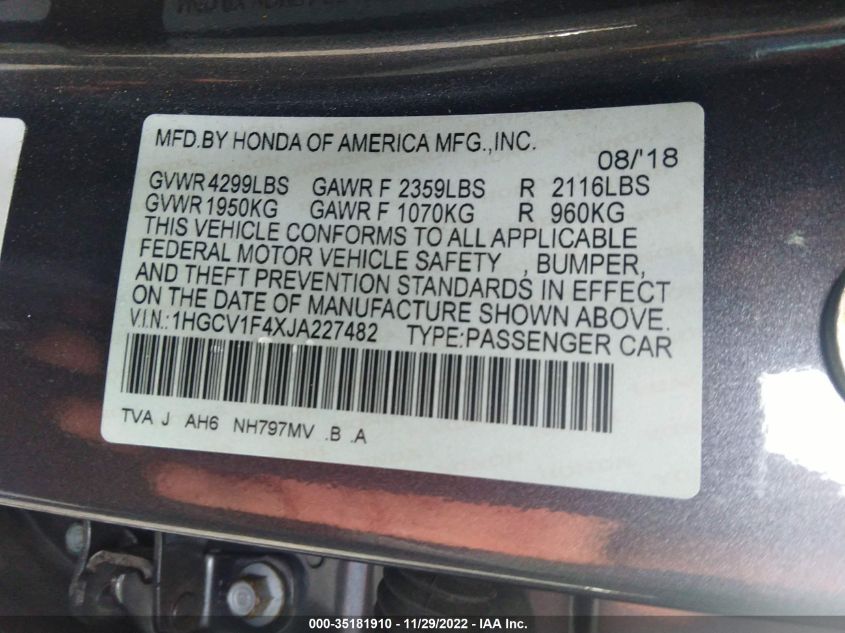 MFD.BY HONDA OF AMERICA MFG.,INC. 08/'18
GVWR 4299LBS GAWR F 2359LBS R 2116LBS
GVWR 1950KG GAWR F 1070KG R 960KG
THIS VEHICLE CONFORMS TO ALL APPLICABLE
FEDERAL MOTOR VEHICLE SAFETY , BUMPER,
AND THEFT PREVENTION STANDARDS IN EFFECT
ON THE DATE OF MANUFACTURE SHOWN ABOVE.
V.I.N.:1HGCV1F4XJA227482 TYPE:PASSENGER CAR
TVA J AH6 NH797MV .B .A
000-35181910 - 11/29/2022 - IAA Inc.